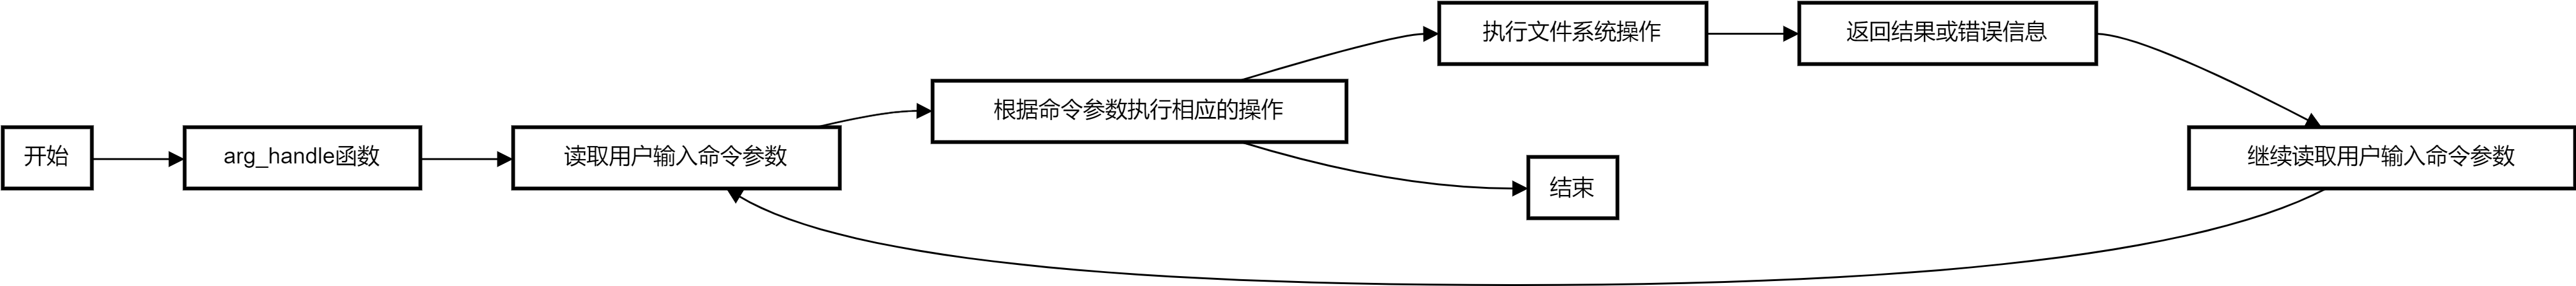 开始
arg_handle函数
读取用户输入命令参数
根据命令参数执行相应的操作
执行文件系统操作
返回结果或错误信息
结束
继续读取用户输入命令参数